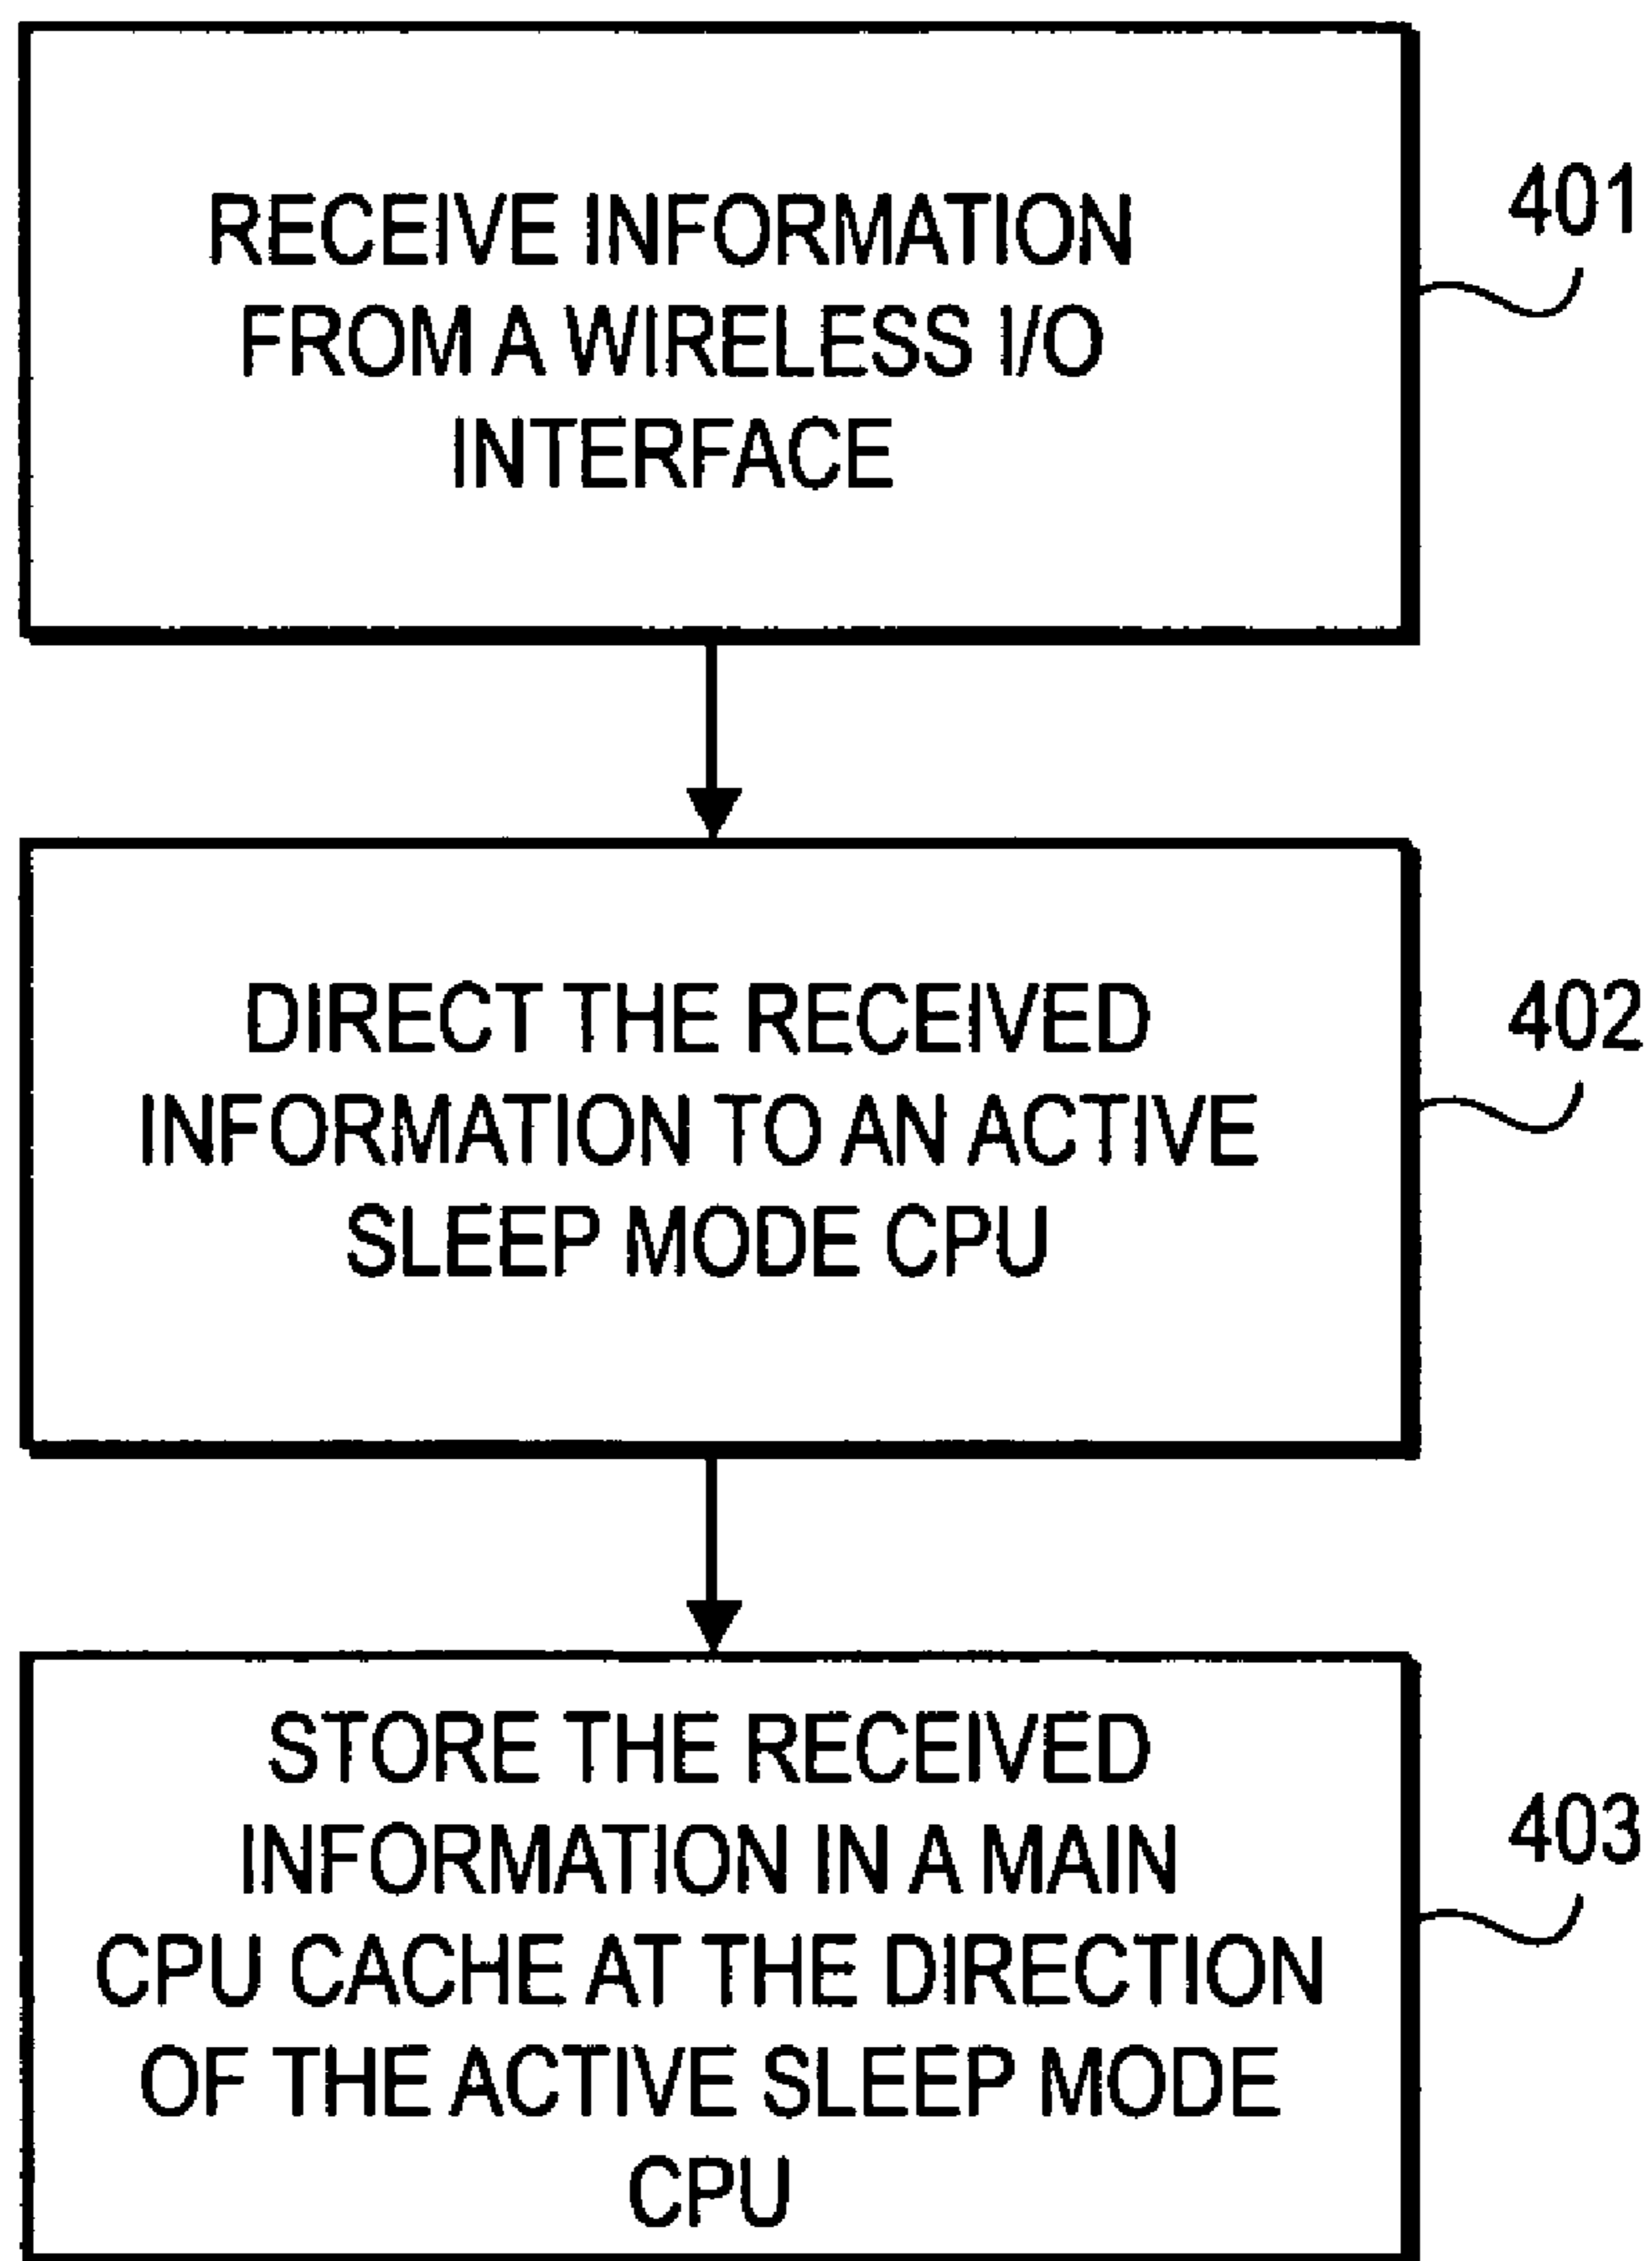 RECEIVE INFORMATION
FROM A WIRELESS I/O
INTERFACE
401
DIRECT THE RECEIVED
INFORMATION TO AN ACTIVE
SLEEP MODE CPU
402
STORE THE RECEIVED
INFORMATION IN A MAIN
CPU CACHE AT THE DIRECTION
OF THE ACTIVE SLEEP MODE
CPU
403